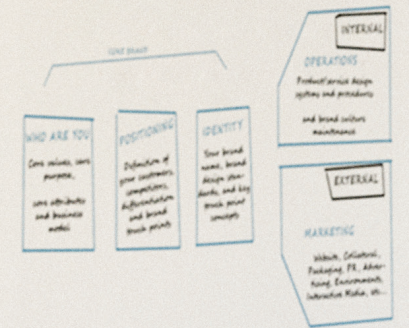 CORE BRAND
WHO ARE YOU
Core values, core
purpose,
core attributes
and business
model
POSITIONING
Definition of
your customers,
competitors,
differentiation
and brand
touch points
IDENTITY
Your brand
name, brand
design stan-
dards, and key
touch point
concepts
INTERNAL
OPERATIONS
Product/service design
systems and procedures
and brand culture
maintenance
EXTERNAL
MARKETING
Website, Collateral,
Packaging, PR, Adver-
tising, Environments,
Interactive Media, etc...